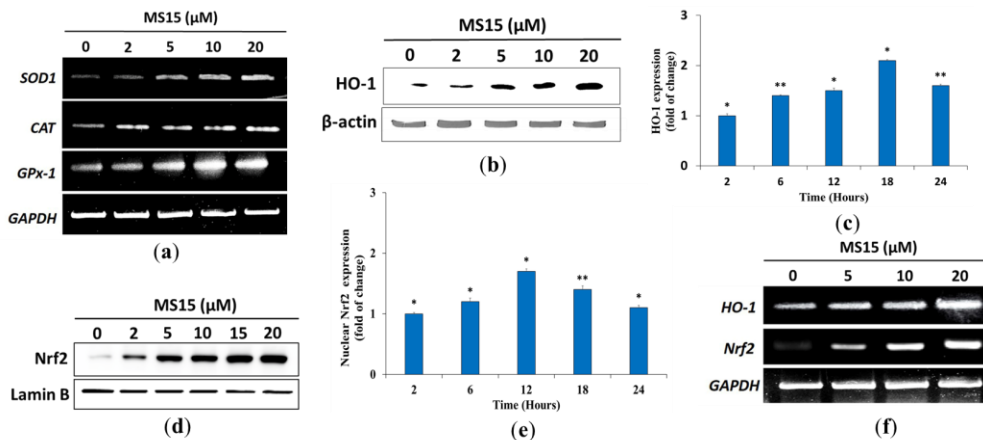 MS15 (μM)
0 2 5 10 20
SOD1
CAT
GPx-1
GAPDH
(a)
MS15 (μM)
0 2 5 10 20
HO-1
β-actin
(b)
HO-1 expression
(fold of change)
3
2
1
0
* ** * * **
2 6 12 18 24
Time (Hours)
(c)
MS15 (μM)
0 2 5 10 15 20
Nrf2
Lamin B
(d)
Nuclear Nrf2 expression
(fold of change)
3
2
1
0
* * * ** *
2 6 12 18 24
Time (Hours)
(e)
MS15 (μM)
0 5 10 20
HO-1
Nrf2
GAPDH
(f)